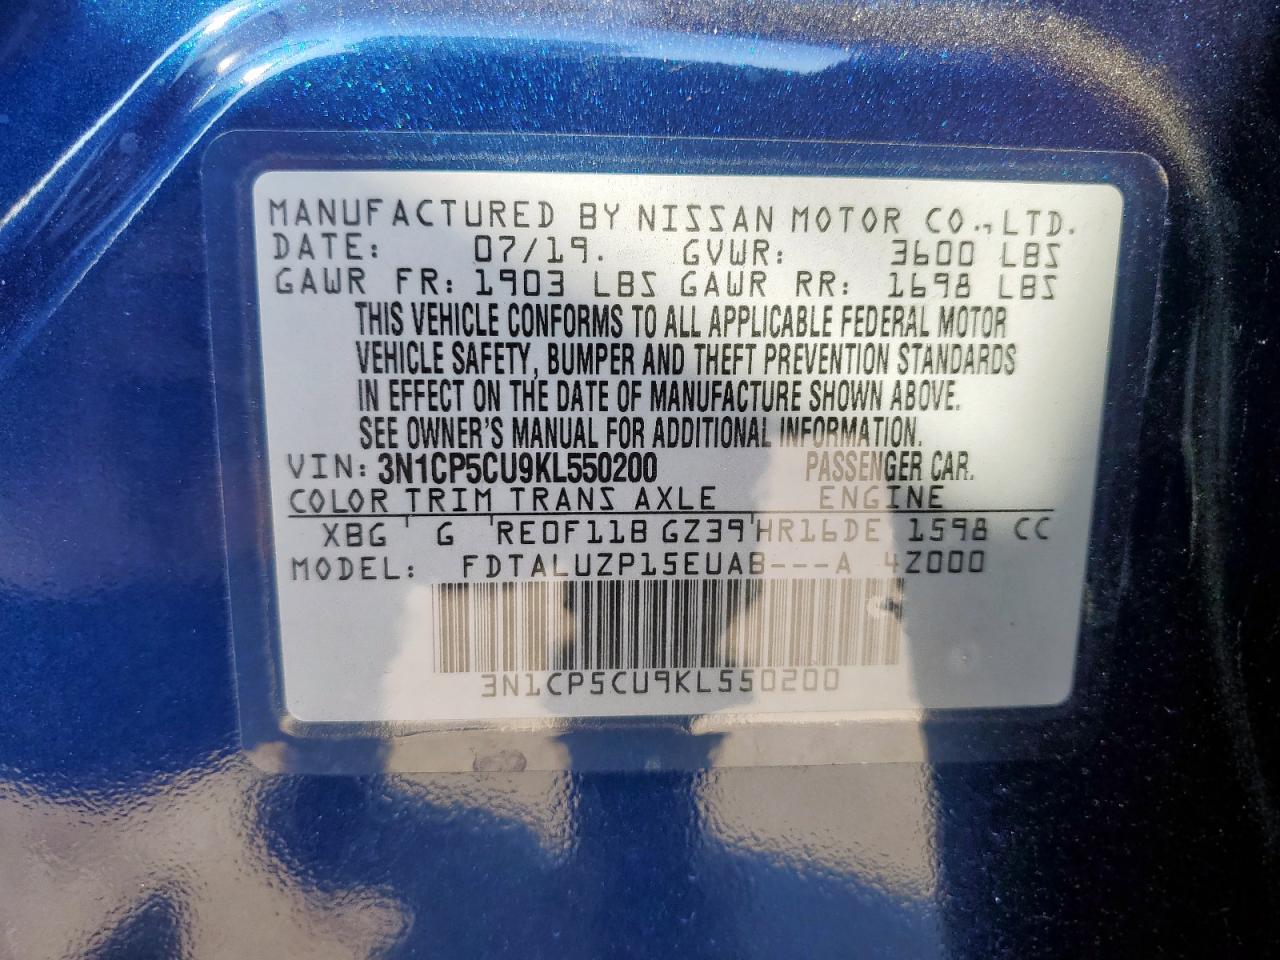 MANUFACTURED BY NISSAN MOTOR CO.,LTD.
DATE: 07/19. GVWR: 3600 LBS
GAWR FR: 1903 LBS GAWR RR: 1698 LBS
THIS VEHICLE CONFORMS TO ALL APPLICABLE FEDERAL MOTOR
VEHICLE SAFETY, BUMPER AND THEFT PREVENTION STANDARDS
IN EFFECT ON THE DATE OF MANUFACTURE SHOWN ABOVE.
SEE OWNER'S MANUAL FOR ADDITIONAL INFORMATION.
VIN: 3N1CP5CU9KL550200 PASSENGER CAR.
COLOR TRIM TRANS AXLE ENGINE
XBG G RE0F11B GZ39 HR16DE 1598 CC
MODEL: FDTALUZP15EUAB---A 4Z000
3N1CP5CU9KL550200